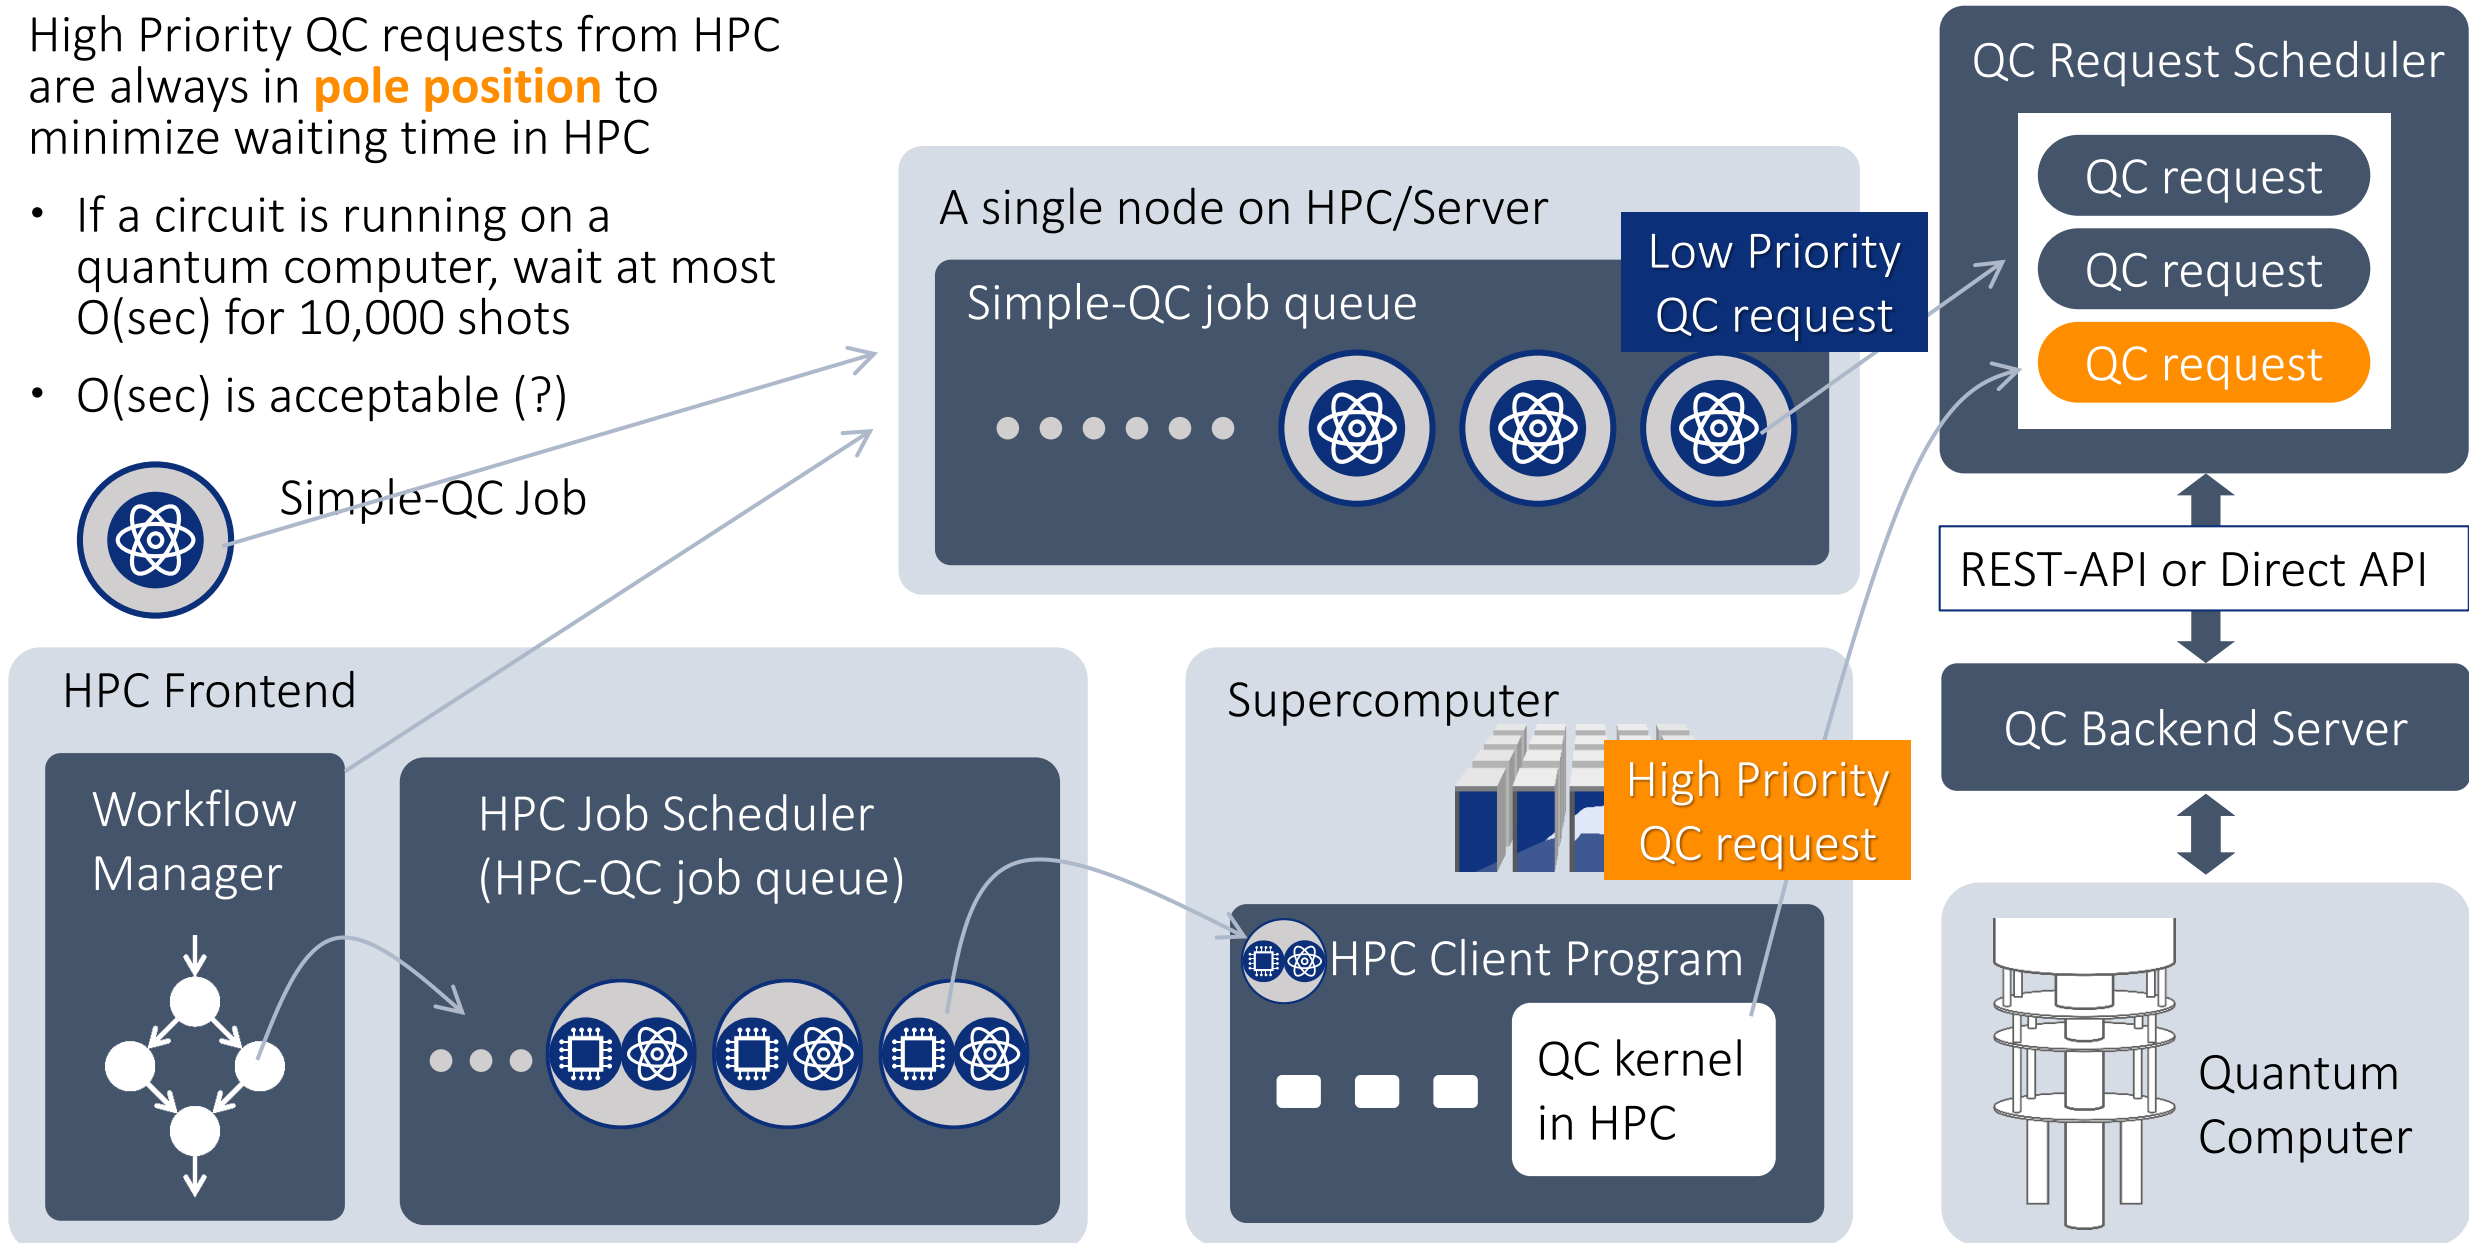 High Priority QC requests from HPC
are always in pole position to
minimize waiting time in HPC
• If a circuit is running on a
quantum computer, wait at most
O(sec) for 10,000 shots
• O(sec) is acceptable (?)
Simple-QC Job
A single node on HPC/Server
Simple-QC job queue
Low Priority
QC request
QC Request Scheduler
QC request
QC request
QC request
REST-API or Direct API
QC Backend Server
Quantum
Computer
HPC Frontend
Workflow
Manager
HPC Job Scheduler
(HPC-QC job queue)
Supercomputer
High Priority
QC request
HPC Client Program
QC kernel
in HPC